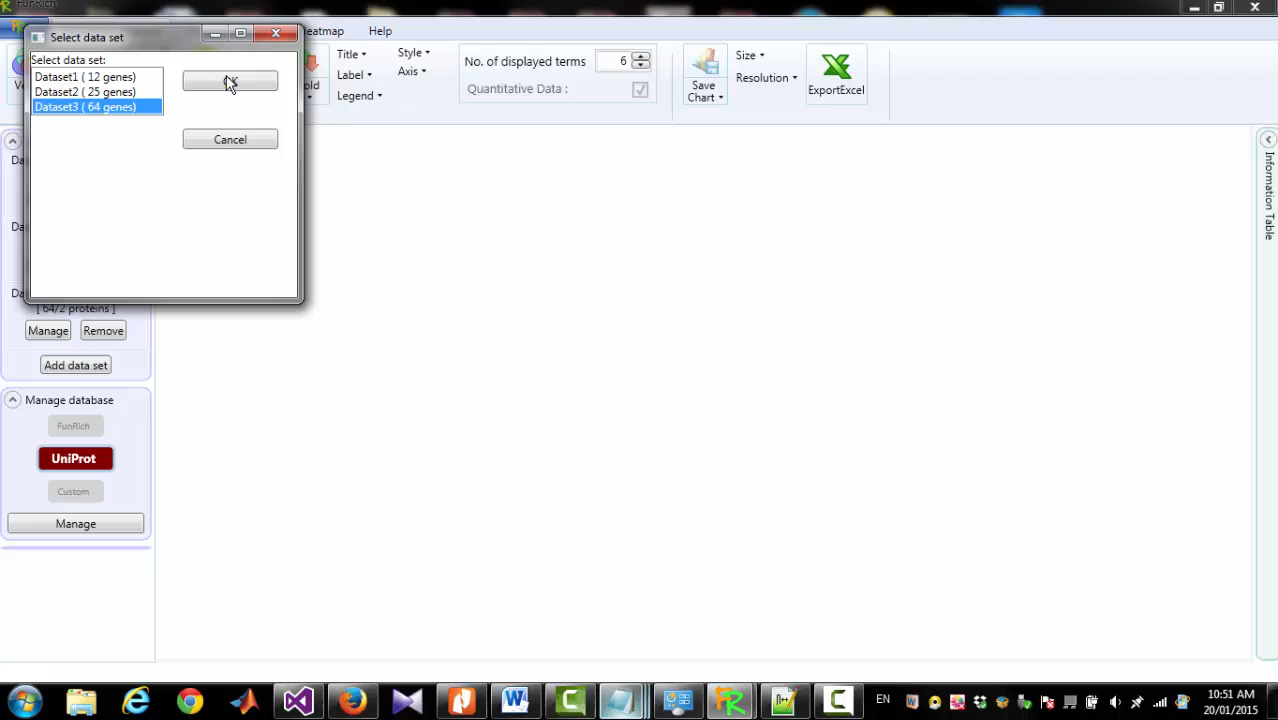 FunRich
Select data set
Heatmap
Help
Select data set:
Dataset1 ( 12 genes)
Dataset2 ( 25 genes)
Dataset3 ( 64 genes)
Cancel
Title
Label
Legend
Style
Axis
No. of displayed terms
6
Quantitative Data :
Save
Chart
Size
Resolution
ExportExcel
Information Table
[ 64/2 proteins ]
Manage
Remove
Add data set
Manage database
FunRich
UniProt
Custom
Manage
EN
10:51 AM
20/01/2015